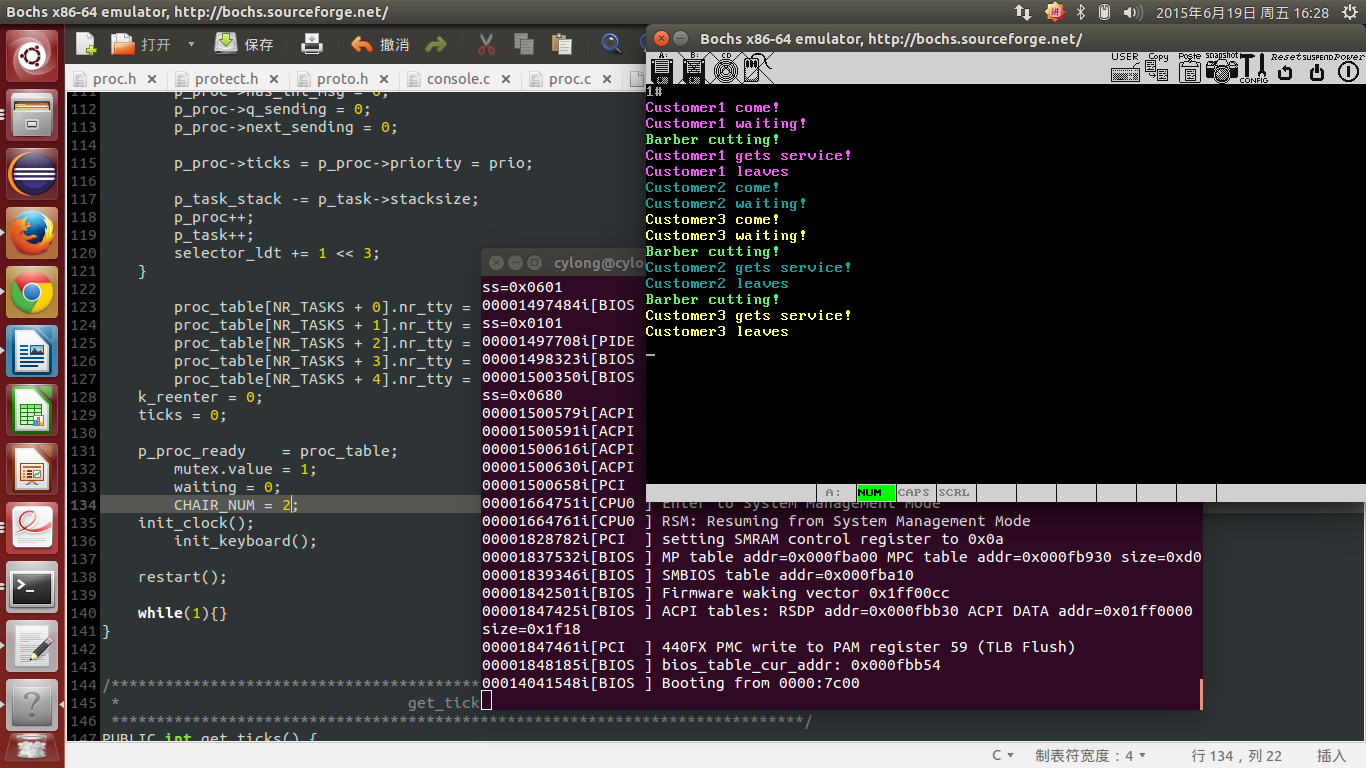 Bochs x86-64 emulator, http://bochs.sourceforge.net/
2015年6月19日 周五 16:28
打开
保存
撤消
proc.h
protect.h
proto.h
console.c
proc.c
112 p_proc->q_sending = 0;
113 p_proc->next_sending = 0;
114
115 p_proc->ticks = p_proc->priority = prio;
116
117 p_task_stack -= p_task->stacksize;
118 p_proc++;
119 p_task++;
120 selector_ldt += 1 << 3;
121 }
122
123 proc_table[NR_TASKS + 0].nr_tty =
124 proc_table[NR_TASKS + 1].nr_tty =
125 proc_table[NR_TASKS + 2].nr_tty =
126 proc_table[NR_TASKS + 3].nr_tty =
127 proc_table[NR_TASKS + 4].nr_tty =
128 k_reenter = 0;
129 ticks = 0;
130
131 p_proc_ready = proc_table;
132 mutex.value = 1;
133 waiting = 0;
134 CHAIR_NUM = 2;
135 init_clock();
136 init_keyboard();
137
138 restart();
139
140 while(1){}
141 }
142
143
144 /****************************************
145 * get_tick
146 *****************************************************************************/
147 PUBLIC int get_ticks() {
C
制表符宽度：4
行 134，列 22
插入
Bochs x86-64 emulator, http://bochs.sourceforge.net/
A:
B:
CD
USER
Copy
Paste
Snapshot
CONFIG
Reset
SUSPEND
Power
1#
Customer1 come!
Customer1 waiting!
Barber cutting!
Customer1 gets service!
Customer1 leaves
Customer2 come!
Customer2 waiting!
Customer3 come!
Customer3 waiting!
Barber cutting!
Customer2 gets service!
Customer2 leaves
Barber cutting!
Customer3 gets service!
Customer3 leaves
A:
NUM
CAPS
SCRL
cylong@cylo
ss=0x0601
00001497484i[BIOS
ss=0x0101
00001497708i[PIDE
00001498323i[BIOS
00001500350i[BIOS
ss=0x0680
00001500579i[ACPI
00001500591i[ACPI
00001500616i[ACPI
00001500630i[ACPI
00001500658i[PCI
00001664751i[CPU0 ] Enter to System Management Mode
00001664761i[CPU0 ] RSM: Resuming from System Management Mode
00001828782i[PCI ] setting SMRAM control register to 0x0a
00001837532i[BIOS ] MP table addr=0x000fba00 MPC table addr=0x000fb930 size=0xd0
00001839346i[BIOS ] SMBIOS table addr=0x000fba10
00001842501i[BIOS ] Firmware waking vector 0x1ff00cc
00001847425i[BIOS ] ACPI tables: RSDP addr=0x000fbb30 ACPI DATA addr=0x01ff0000
size=0x1f18
00001847461i[PCI ] 440FX PMC write to PAM register 59 (TLB Flush)
00001848185i[BIOS ] bios_table_cur_addr: 0x000fbb54
00014041548i[BIOS ] Booting from 0000:7c00